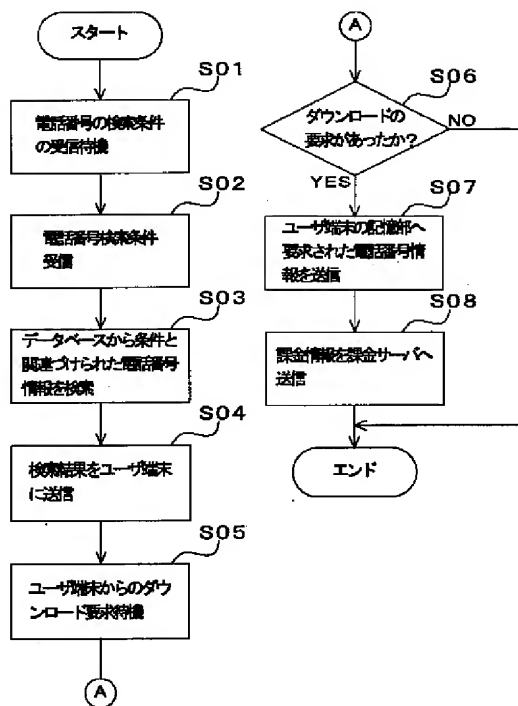 スタート
S01
電話番号の検索条件
の受信待機
S02
電話番号検索条件
受信
S03
データベースから条件と
関連づけられた電話番号
情報を検索
S04
検索結果をユーザ端末
に送信
S05
ユーザ端末からのダウ
ンロード要求待機
A
A
S06
ダウンロードの
要求があったか?
NO
YES
S07
ユーザ端末の記憶部へ
要求された電話番号情
報を送信
S08
課金情報を課金サーバへ
送信
エンド